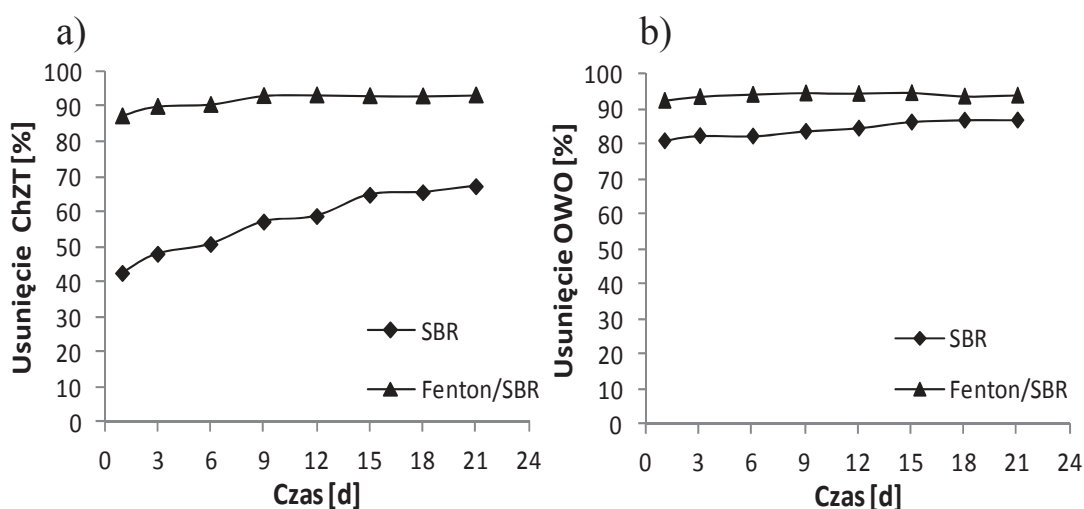 a)
Usunięcie ChZT [%]
100
90
80
70
60
50
40
30
20
10
0
SBR
Fenton/SBR
0 3 6 9 12 15 18 21 24
Czas [d]
b)
Usunięcie OWO [%]
100
90
80
70
60
50
40
30
20
10
0
SBR
Fenton/SBR
0 3 6 9 12 15 18 21 24
Czas [d]